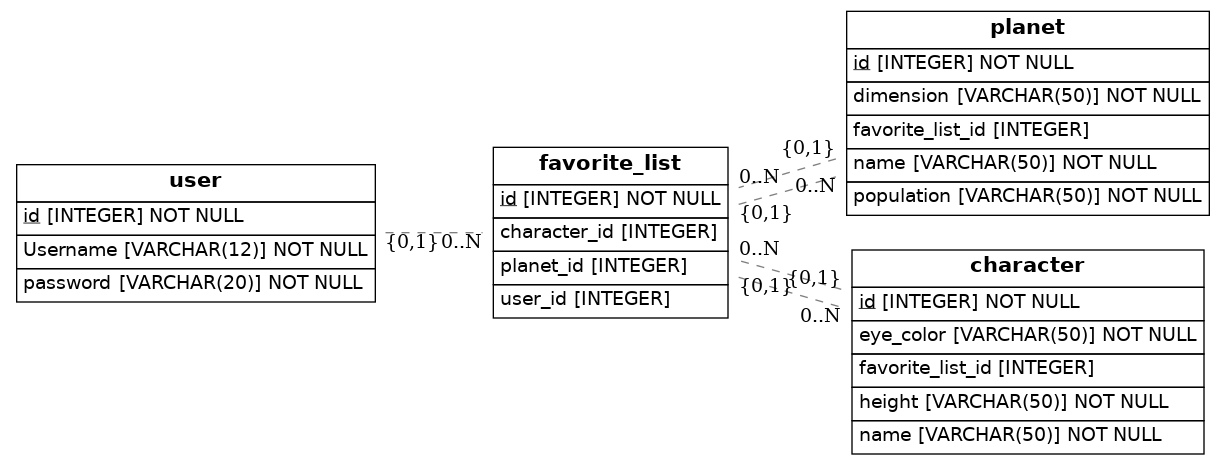 user
id [INTEGER] NOT NULL
Username [VARCHAR(12)] NOT NULL
password [VARCHAR(20)] NOT NULL
{0,1}
0..N
favorite_list
id [INTEGER] NOT NULL
character_id [INTEGER]
planet_id [INTEGER]
user_id [INTEGER]
0..N
{0,1}
{0,1}
0..N
0..N
{0,1}
{0,1}
0..N
planet
id [INTEGER] NOT NULL
dimension [VARCHAR(50)] NOT NULL
favorite_list_id [INTEGER]
name [VARCHAR(50)] NOT NULL
population [VARCHAR(50)] NOT NULL
character
id [INTEGER] NOT NULL
eye_color [VARCHAR(50)] NOT NULL
favorite_list_id [INTEGER]
height [VARCHAR(50)] NOT NULL
name [VARCHAR(50)] NOT NULL